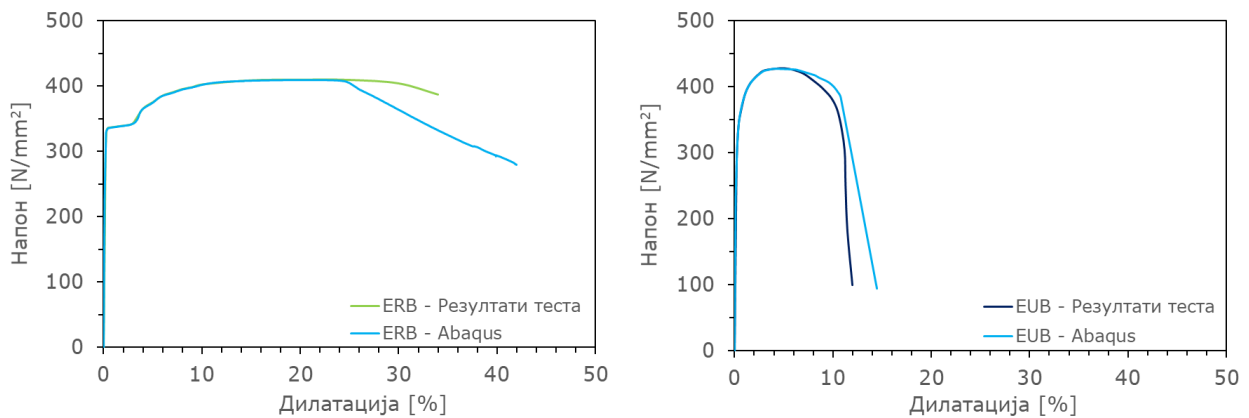 500
400
300
200
100
0
Напон [N/mm²]
0 10 20 30 40 50
Дилатација [%]
ERB - Резултати теста
ERB - Abaqus
500
400
300
200
100
0
Напон [N/mm²]
0 10 20 30 40 50
Дилатација [%]
EUB - Резултати теста
EUB - Abaqus